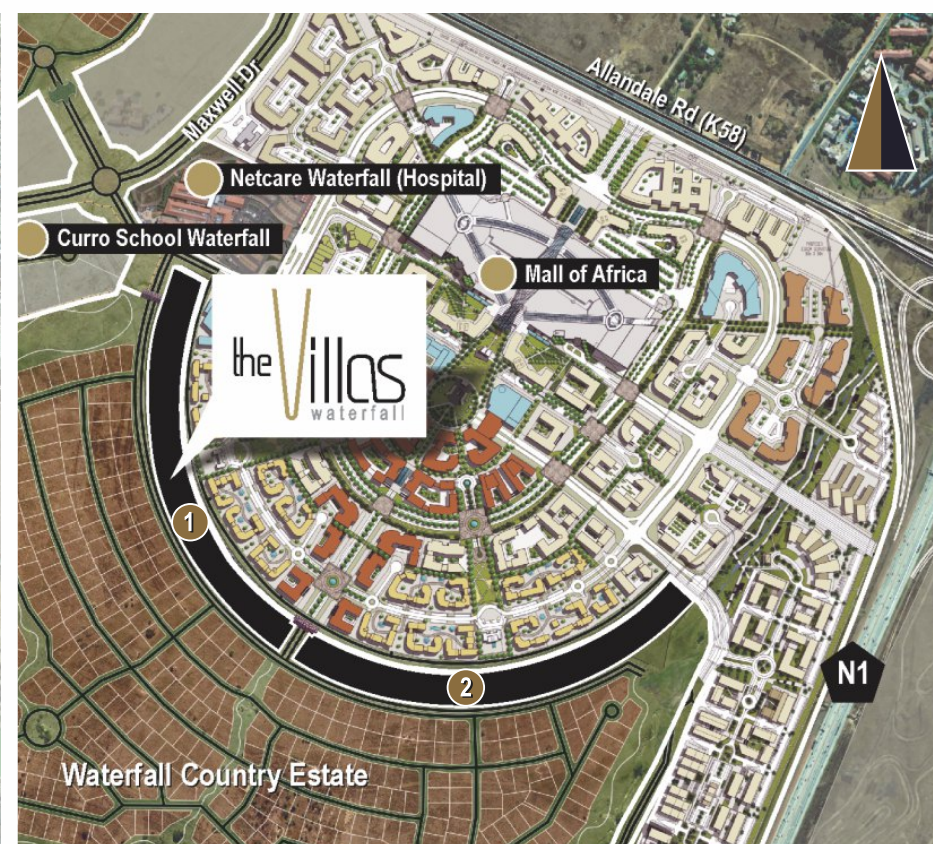 Allandale Rd (K58)
Maxwell Dr
Netcare Waterfall (Hospital)
Curro School Waterfall
Mall of Africa
the Villas
waterfall
1
2
N1
Waterfall Country Estate